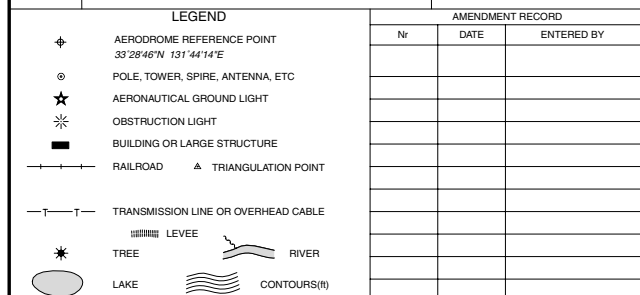 LEGEND
AERODROME REFERENCE POINT
33°28'46"N 131°44'14"E
POLE, TOWER, SPIRE, ANTENNA, ETC
AERONAUTICAL GROUND LIGHT
OBSTRUCTION LIGHT
BUILDING OR LARGE STRUCTURE
RAILROAD TRIANGULATION POINT
T T TRANSMISSION LINE OR OVERHEAD CABLE
LEVEE
TREE RIVER
LAKE CONTOURS(ft)
AMENDMENT RECORD
Nr DATE ENTERED BY